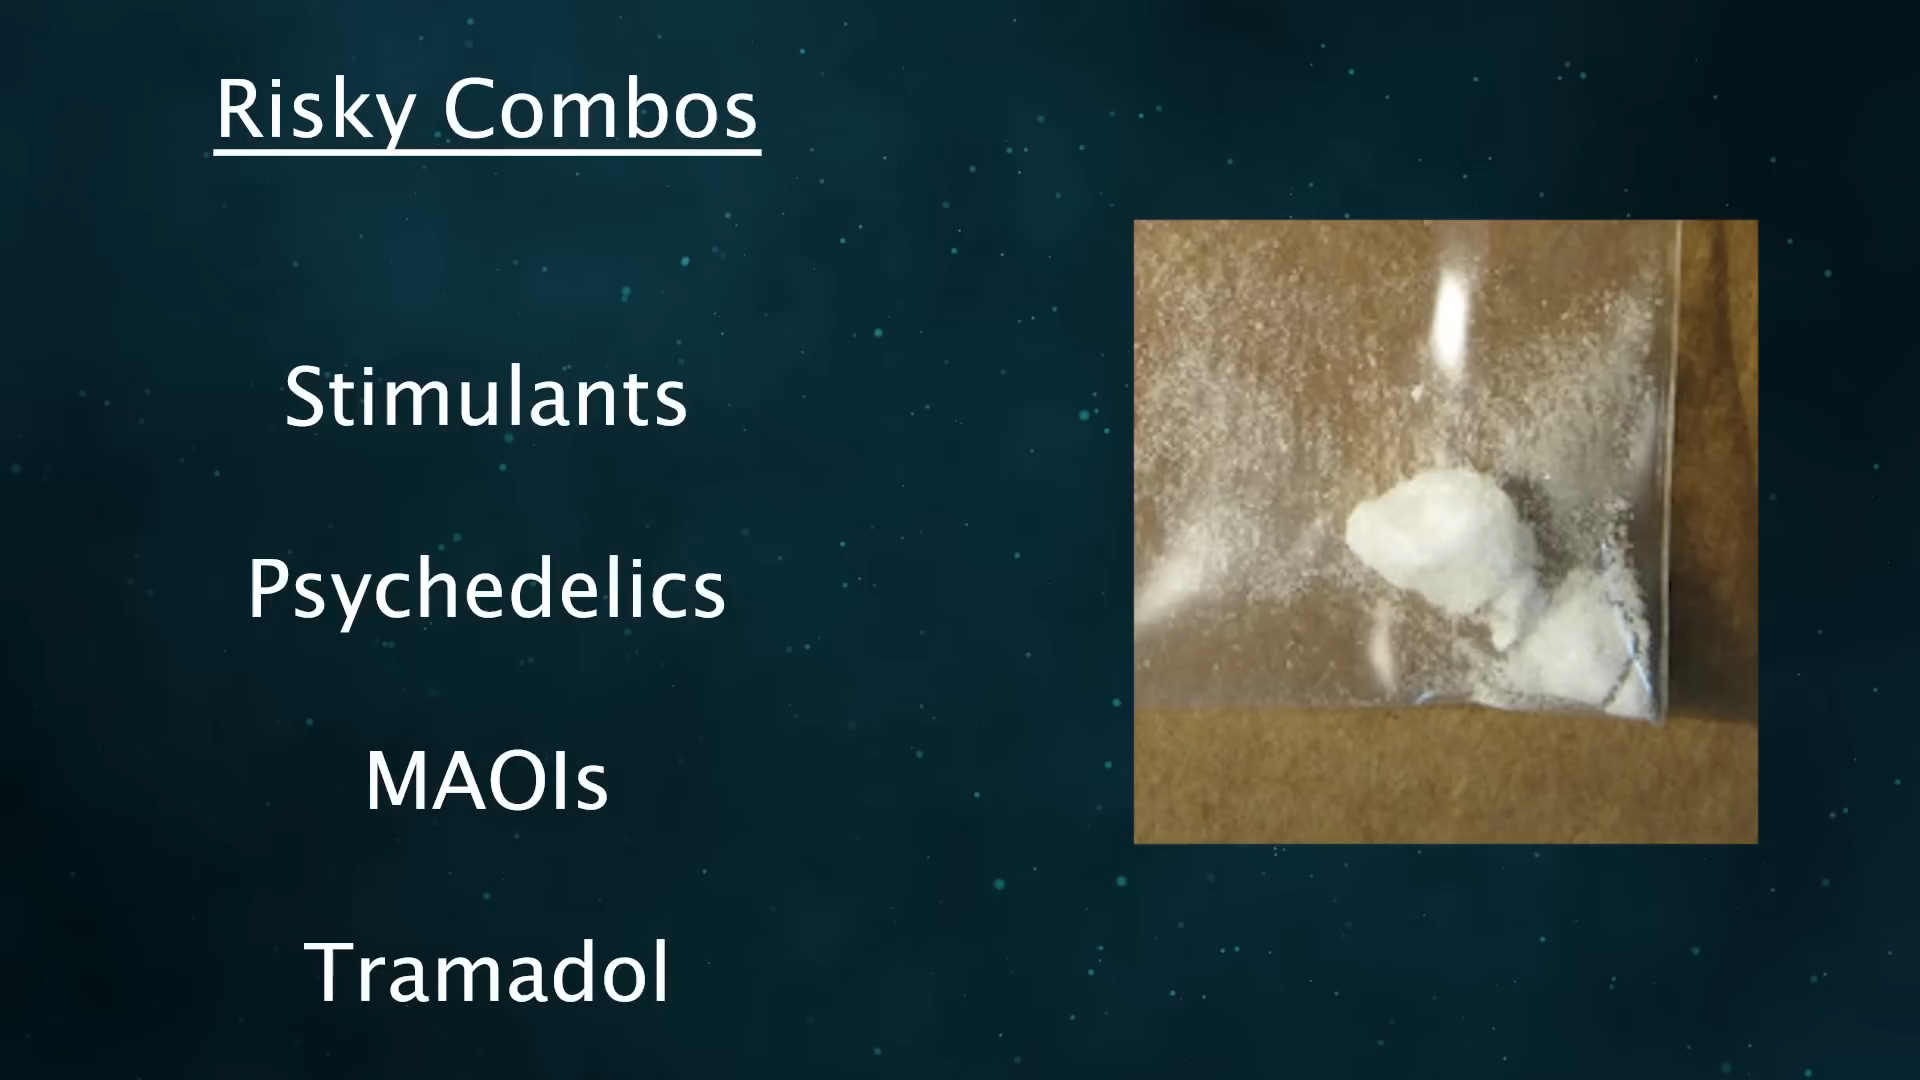 Risky Combos
Stimulants
Psychedelics
MAOIs
Tramadol